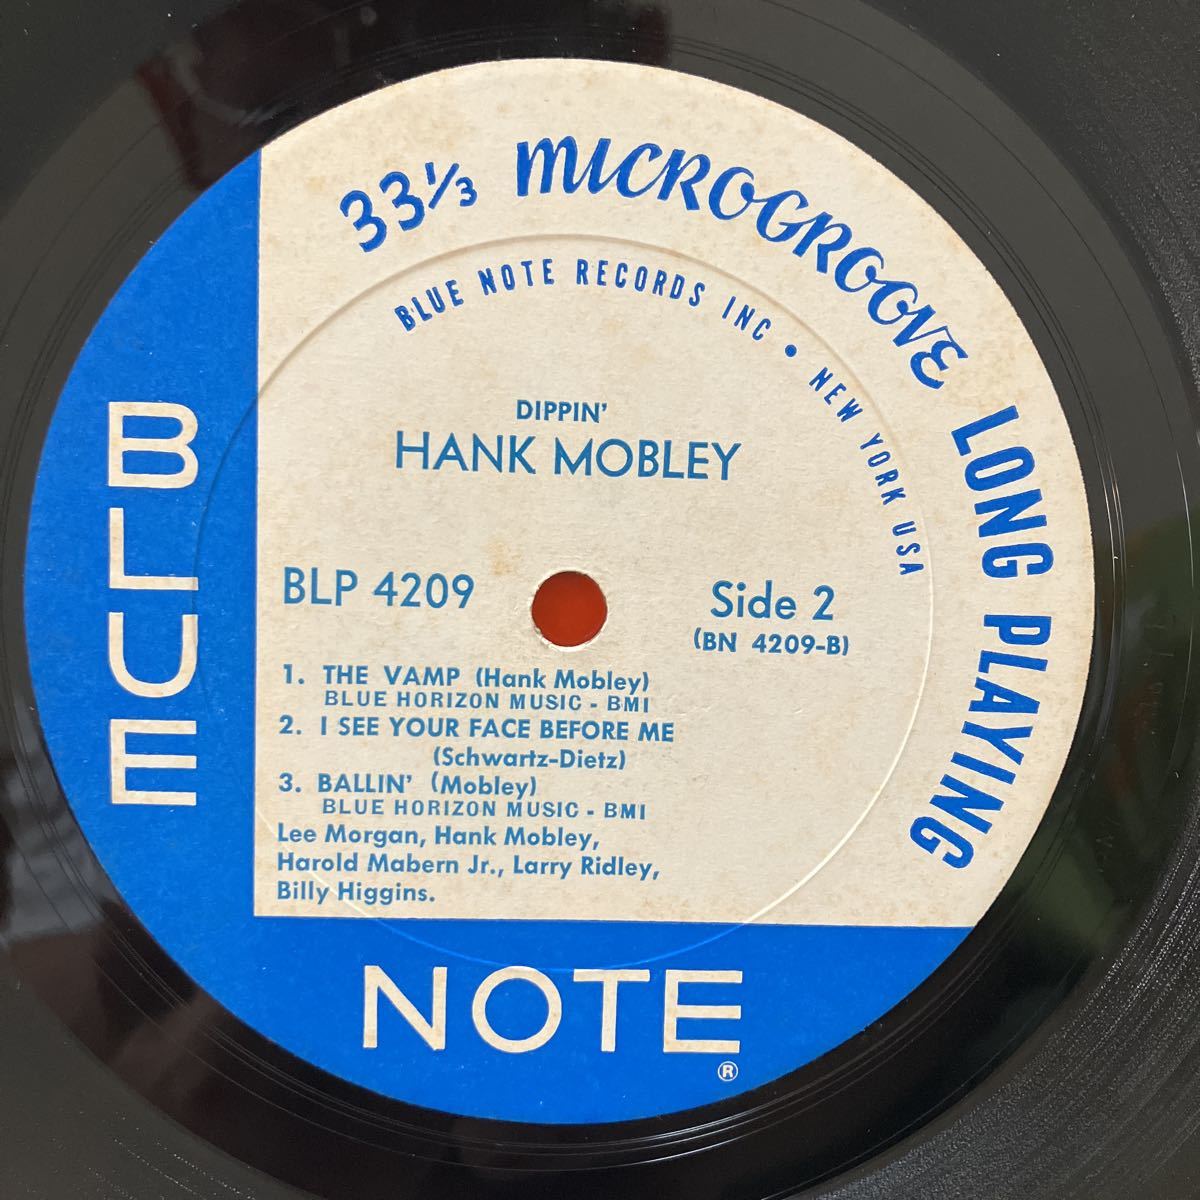 33⅓ MICROGROOVE LONG PLAYING
BLUE NOTE RECORDS INC • NEW YORK USA
DIPPIN'
HANK MOBLEY
BLP 4209
Side 2
(BN 4209-B)
1. THE VAMP (Hank Mobley)
BLUE HORIZON MUSIC - BMI
2. I SEE YOUR FACE BEFORE ME
(Schwartz-Dietz)
3. BALLIN' (Mobley)
BLUE HORIZON MUSIC - BMI
Lee Morgan, Hank Mobley,
Harold Mabern Jr., Larry Ridley,
Billy Higgins.
BLUE
NOTE
®